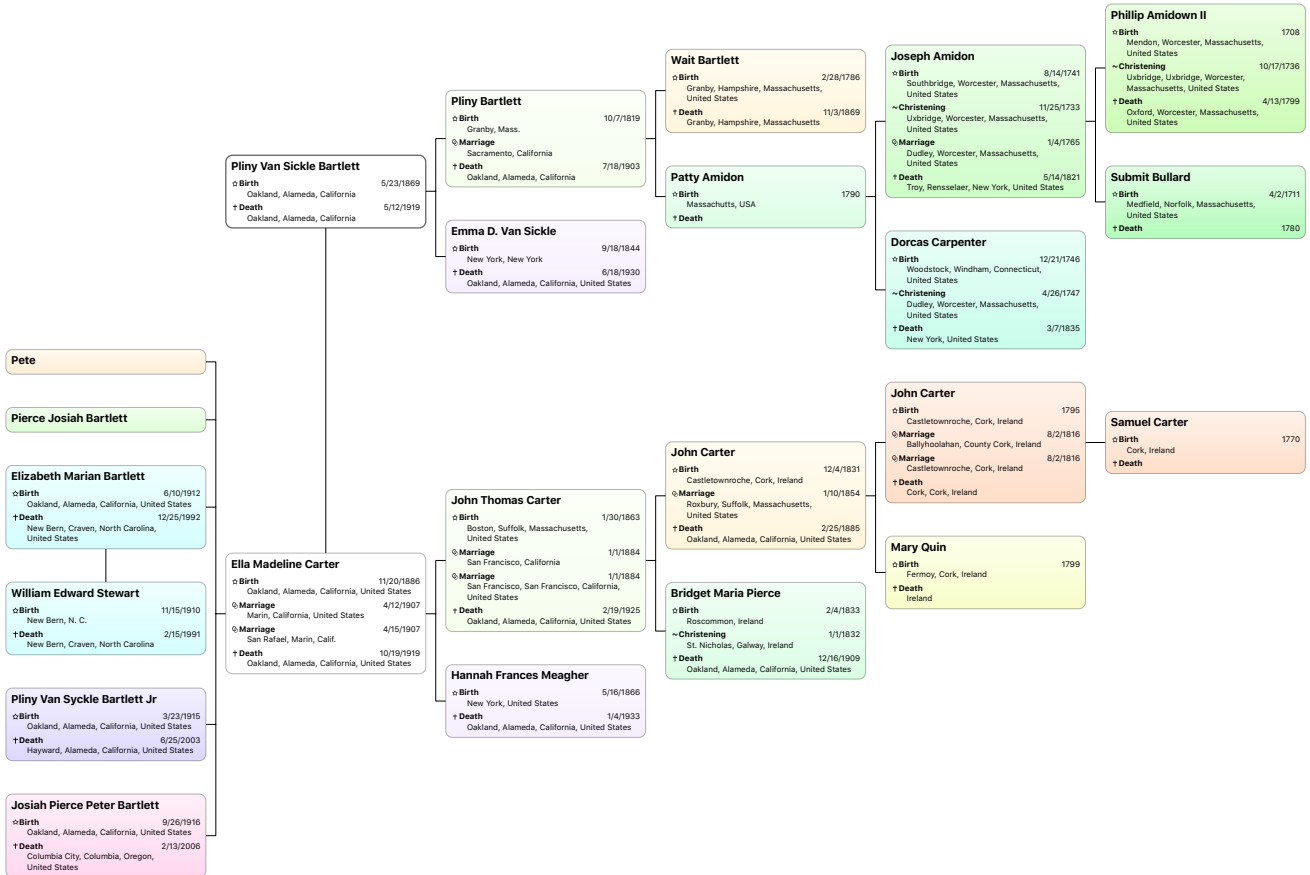 Pete
Pierce Josiah Bartlett
Elizabeth Marian Bartlett
☆Birth 6/10/1912
Oakland, Alameda, California, United States
†Death 12/25/1992
New Bern, Craven, North Carolina,
United States
William Edward Stewart
☆Birth 11/15/1910
New Bern, N. C.
†Death 2/15/1991
New Bern, Craven, North Carolina
Pliny Van Syckle Bartlett Jr
☆Birth 3/23/1915
Oakland, Alameda, California, United States
†Death 6/25/2003
Hayward, Alameda, California, United States
Josiah Pierce Peter Bartlett
☆Birth 9/26/1916
Oakland, Alameda, California, United States
†Death 2/13/2006
Columbia City, Columbia, Oregon,
United States
Pliny Van Sickle Bartlett
☆Birth 5/23/1869
Oakland, Alameda, California
†Death 5/12/1919
Oakland, Alameda, California
Ella Madeline Carter
☆Birth 11/20/1886
Oakland, Alameda, California, United States
⚭Marriage 4/12/1907
Marin, California, United States
⚭Marriage 4/15/1907
San Rafael, Marin, Calif.
†Death 10/19/1919
Oakland, Alameda, California, United States
Pliny Bartlett
☆Birth 10/7/1819
Granby, Mass.
⚭Marriage
Sacramento, California
†Death 7/18/1903
Oakland, Alameda, California
Emma D. Van Sickle
☆Birth 9/18/1844
New York, New York
†Death 6/18/1930
Oakland, Alameda, California, United States
John Thomas Carter
☆Birth 1/30/1863
Boston, Suffolk, Massachusetts,
United States
⚭Marriage 1/1/1884
San Francisco, California
⚭Marriage 1/1/1884
San Francisco, San Francisco, California,
United States
†Death 2/19/1925
Oakland, Alameda, California, United States
Hannah Frances Meagher
☆Birth 5/16/1866
New York, United States
†Death 1/4/1933
Oakland, Alameda, California, United States
Wait Bartlett
☆Birth 2/28/1786
Granby, Hampshire, Massachusetts,
United States
†Death 11/3/1869
Granby, Hampshire, Massachusetts
Patty Amidon
☆Birth 1790
Massachutts, USA
†Death
John Carter
☆Birth 12/4/1831
Castletownroche, Cork, Ireland
⚭Marriage 1/10/1854
Roxbury, Suffolk, Massachusetts,
United States
†Death 2/25/1885
Oakland, Alameda, California, United States
Bridget Maria Pierce
☆Birth 2/4/1833
Roscommon, Ireland
~Christening 1/1/1832
St. Nicholas, Galway, Ireland
†Death 12/16/1909
Oakland, Alameda, California, United States
Joseph Amidon
☆Birth 8/14/1741
Southbridge, Worcester, Massachusetts,
United States
~Christening 11/25/1733
Uxbridge, Worcester, Massachusetts,
United States
⚭Marriage 1/4/1765
Dudley, Worcester, Massachusetts,
United States
†Death 5/14/1821
Troy, Rensselaer, New York, United States
Dorcas Carpenter
☆Birth 12/21/1746
Woodstock, Windham, Connecticut,
United States
~Christening 4/26/1747
Dudley, Worcester, Massachusetts,
United States
†Death 3/7/1835
New York, United States
John Carter
☆Birth 1795
Castletownroche, Cork, Ireland
⚭Marriage 8/2/1816
Ballyhoolahan, County Cork, Ireland
⚭Marriage 8/2/1816
Castletownroche, Cork, Ireland
†Death
Cork, Cork, Ireland
Mary Quin
☆Birth 1799
Fermoy, Cork, Ireland
†Death
Ireland
Phillip Amidown II
☆Birth 1708
Mendon, Worcester, Massachusetts,
United States
~Christening 10/17/1736
Uxbridge, Uxbridge, Worcester,
Massachusetts, United States
†Death 4/13/1799
Oxford, Worcester, Massachusetts,
United States
Submit Bullard
☆Birth 4/2/1711
Medfield, Norfolk, Massachusetts,
United States
†Death 1780
Samuel Carter
☆Birth 1770
Cork, Ireland
†Death